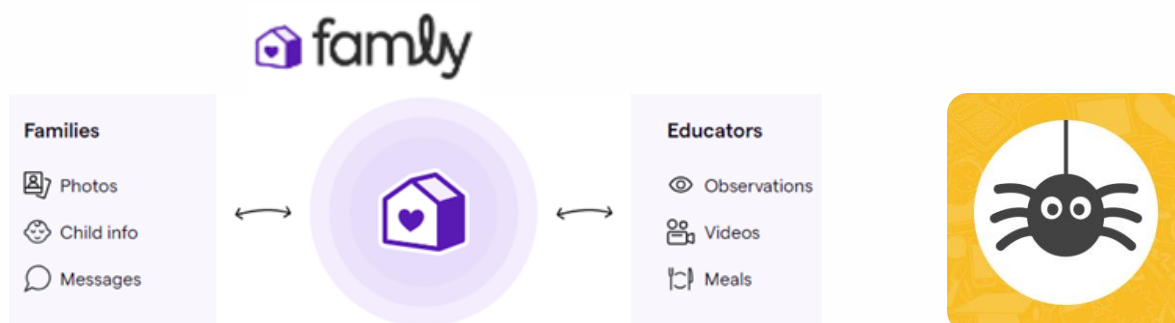 famly
Families
Photos
Child info
Messages
Educators
Observations
Videos
Meals